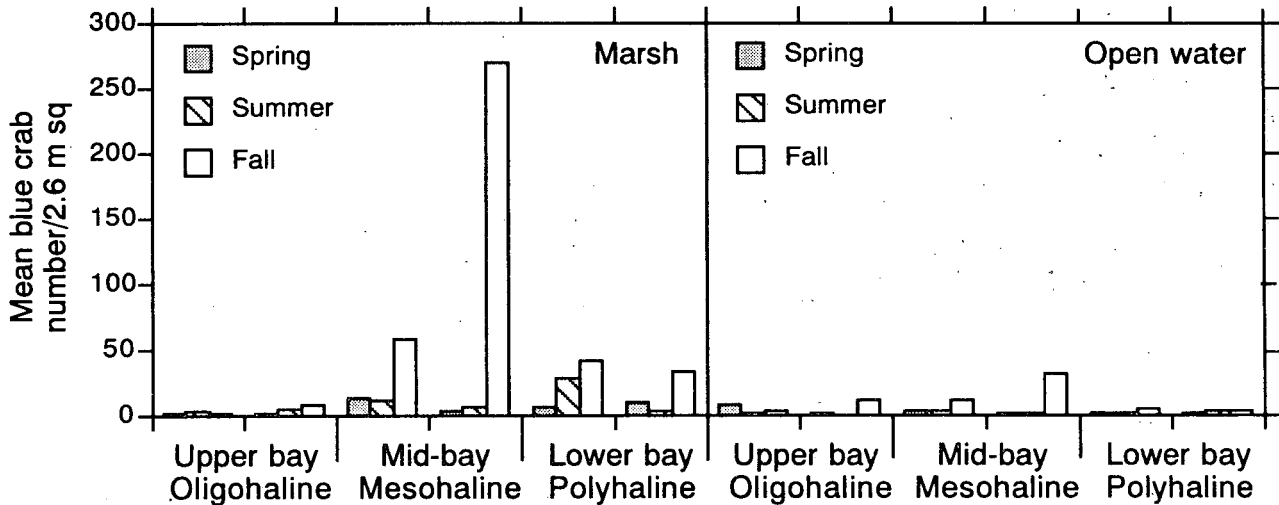 Mean blue crab
number/2.6 m sq
300
250
200
150
100
50
0
Spring
Summer
Fall
Marsh
Spring
Summer
Fall
Open water
Upper bay
Oligohaline
Mid-bay
Mesohaline
Lower bay
Polyhaline
Upper bay
Oligohaline
Mid-bay
Mesohaline
Lower bay
Polyhaline